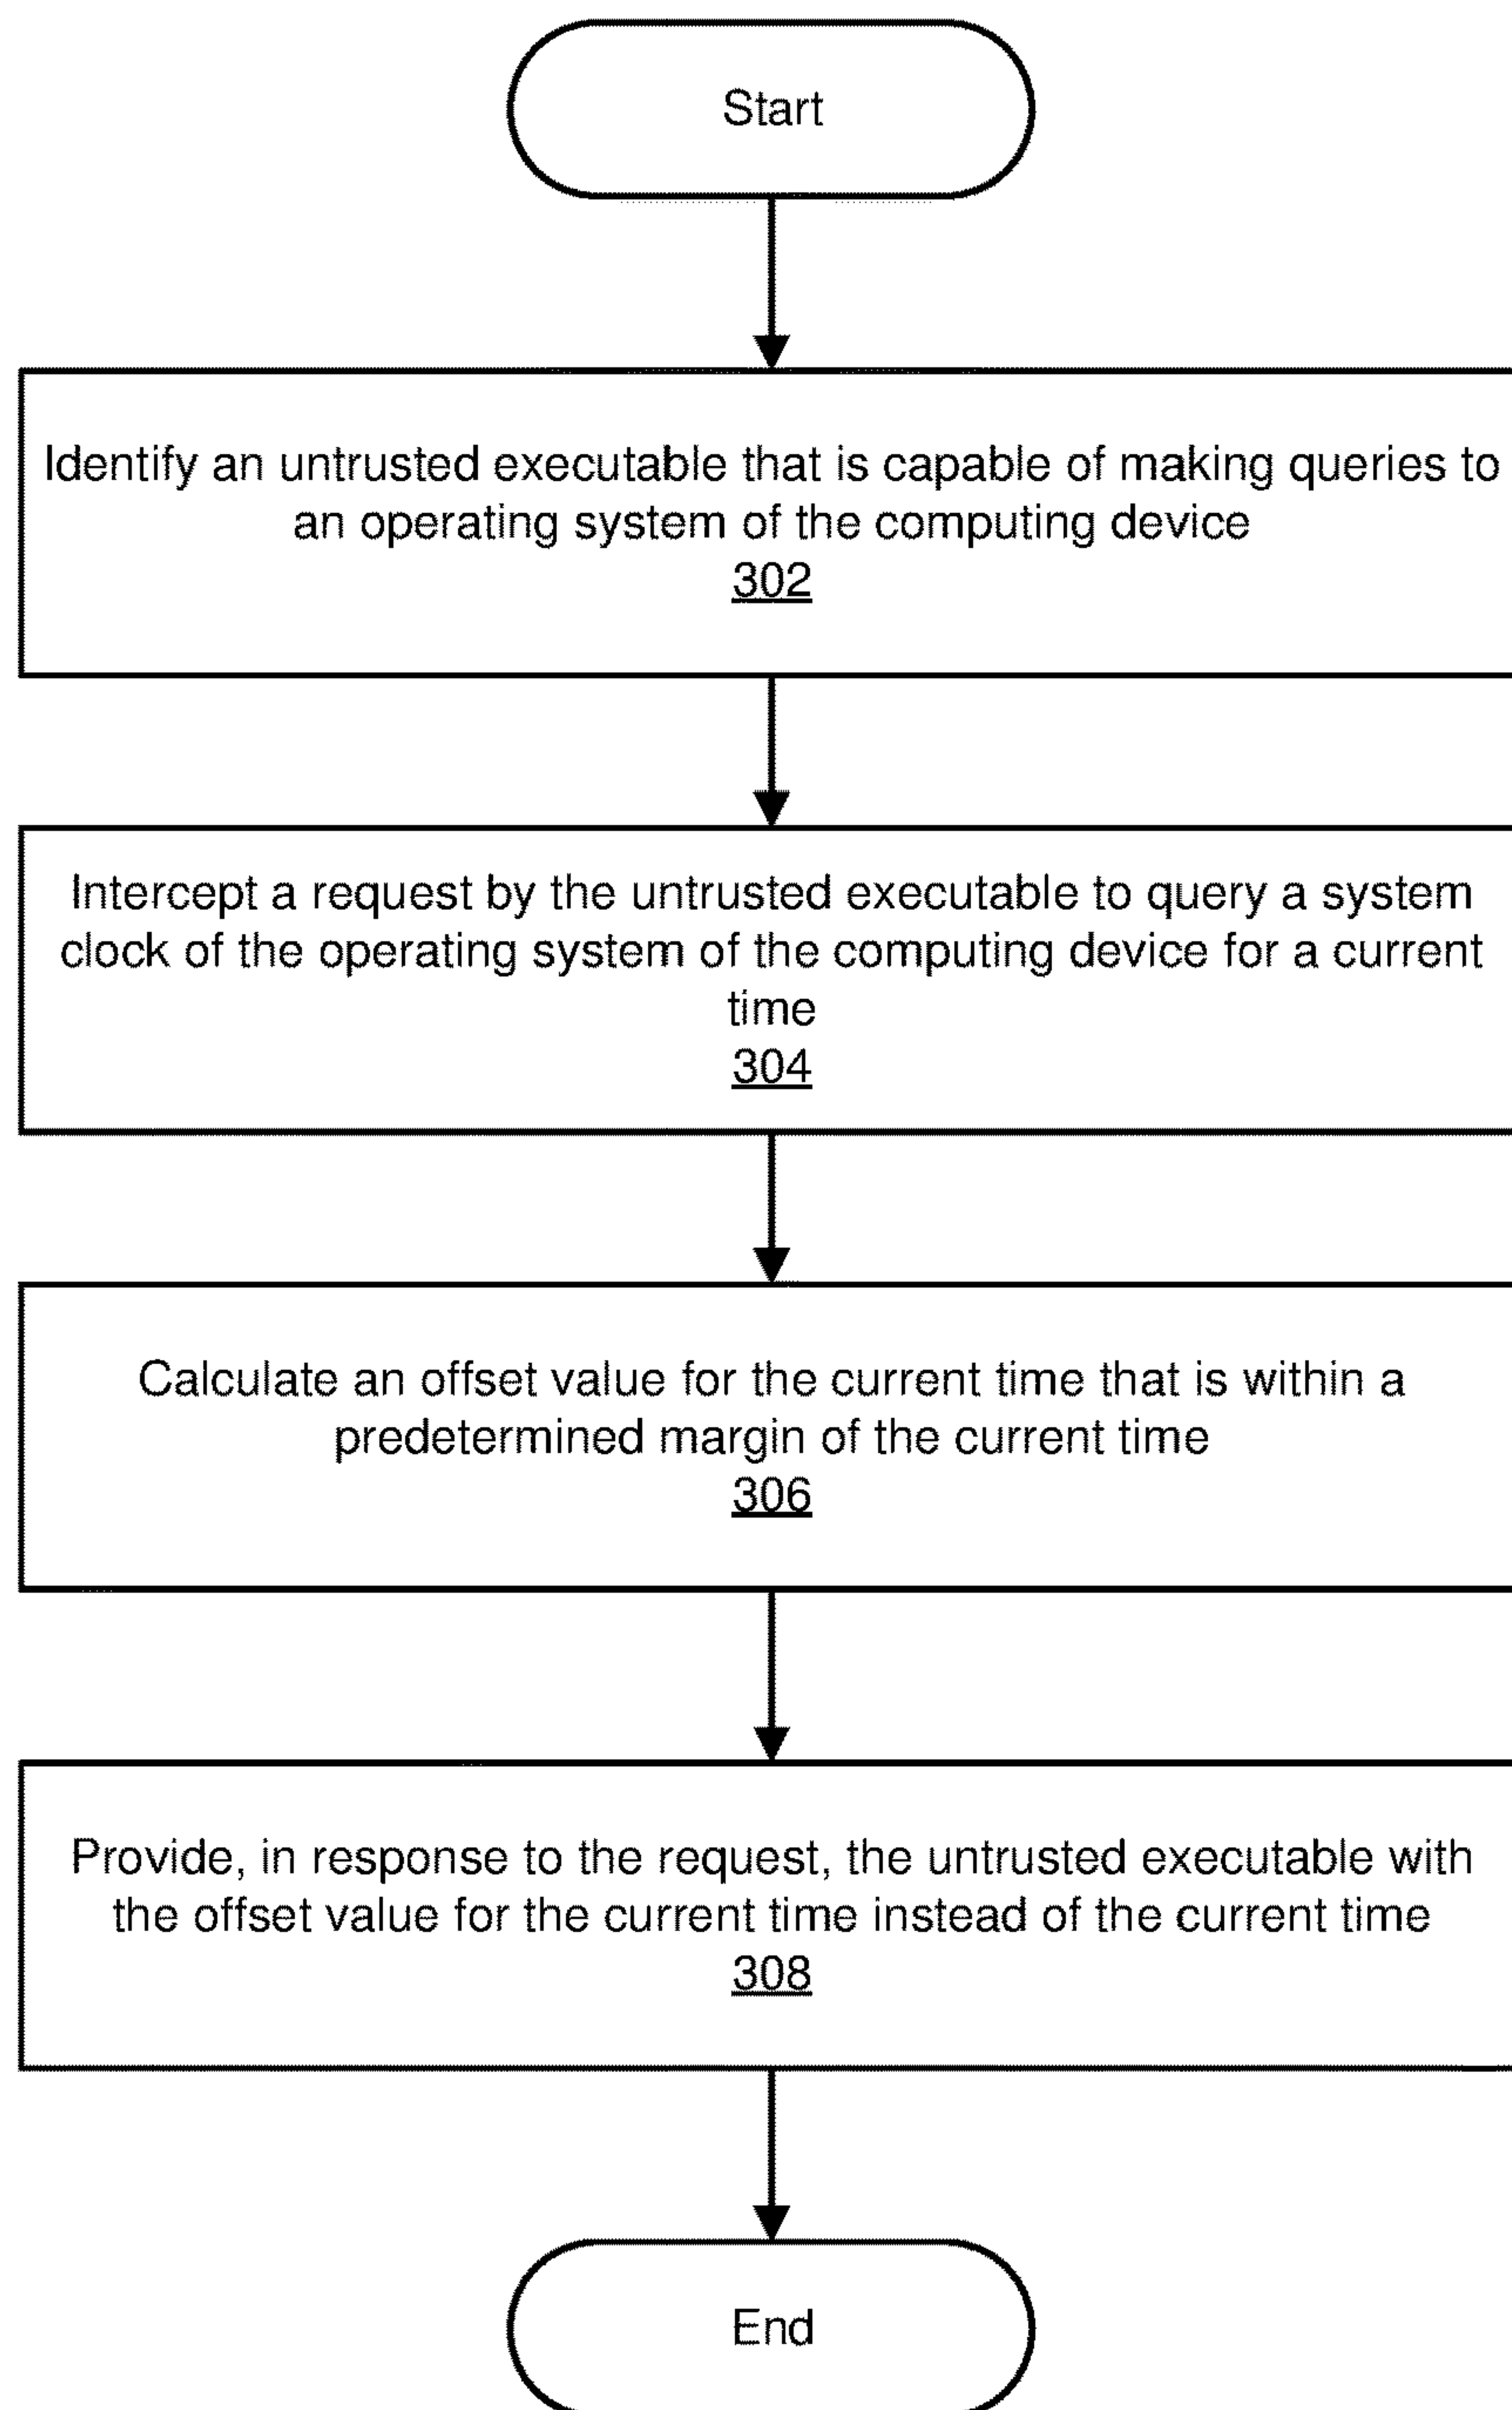 Start
Identify an untrusted executable that is capable of making queries to
an operating system of the computing device
302
Intercept a request by the untrusted executable to query a system
clock of the operating system of the computing device for a current
time
304
Calculate an offset value for the current time that is within a
predetermined margin of the current time
306
Provide, in response to the request, the untrusted executable with
the offset value for the current time instead of the current time
308
End